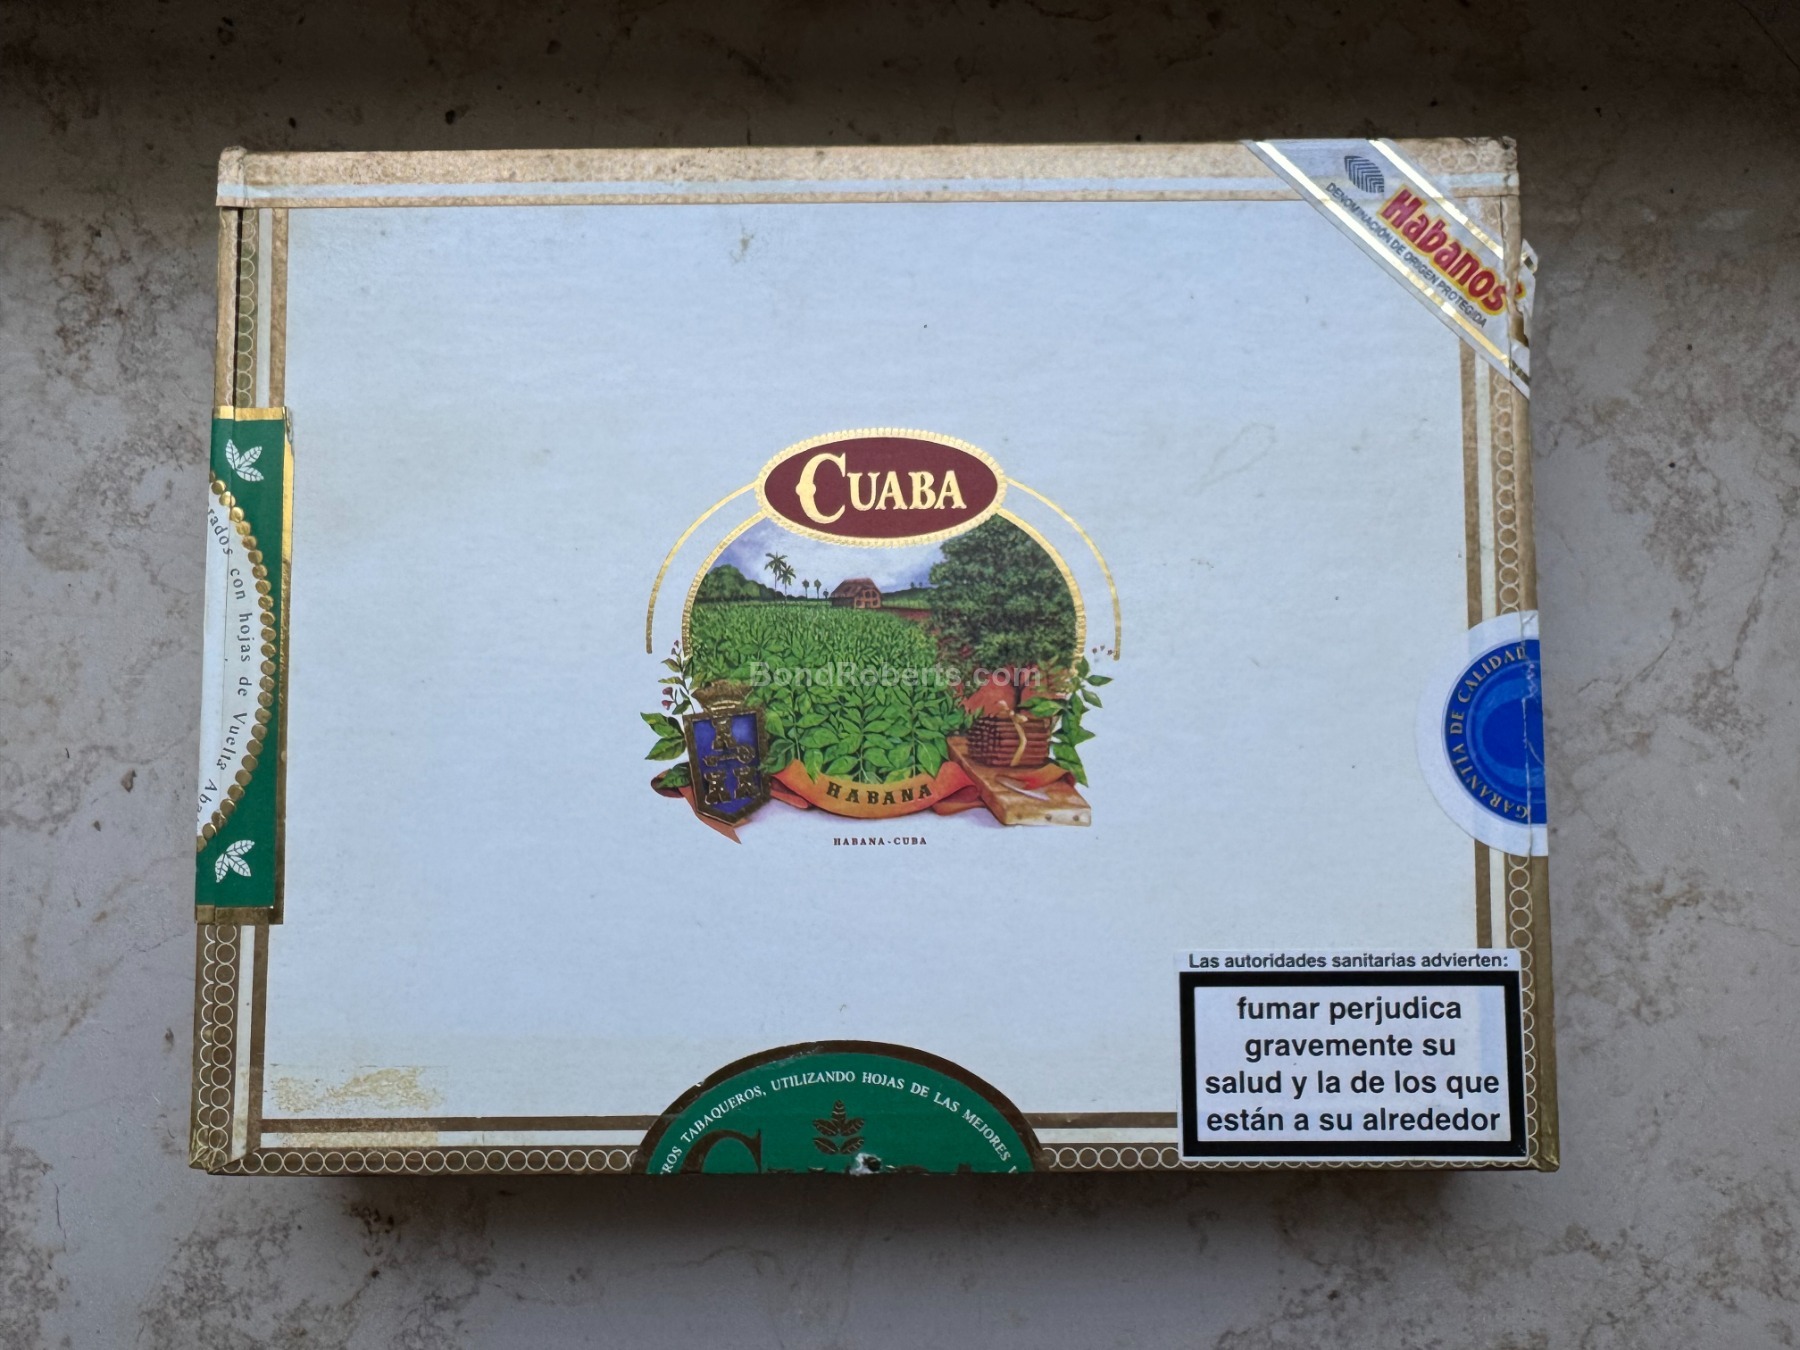 Habanos
DENOMINACIÓN DE ORIGEN PROTEGIDA
CUABA
con hojas de Vuelta
BondRoberts.com
GARANTIA DE CALIDAD
HABANA
HABANA-CUBA
Las autoridades sanitarias advierten:
fumar perjudica
gravemente su
salud y la de los que
están a su alrededor
TABAQUEROS, UTILIZANDO HOJAS DE LAS MEJORES